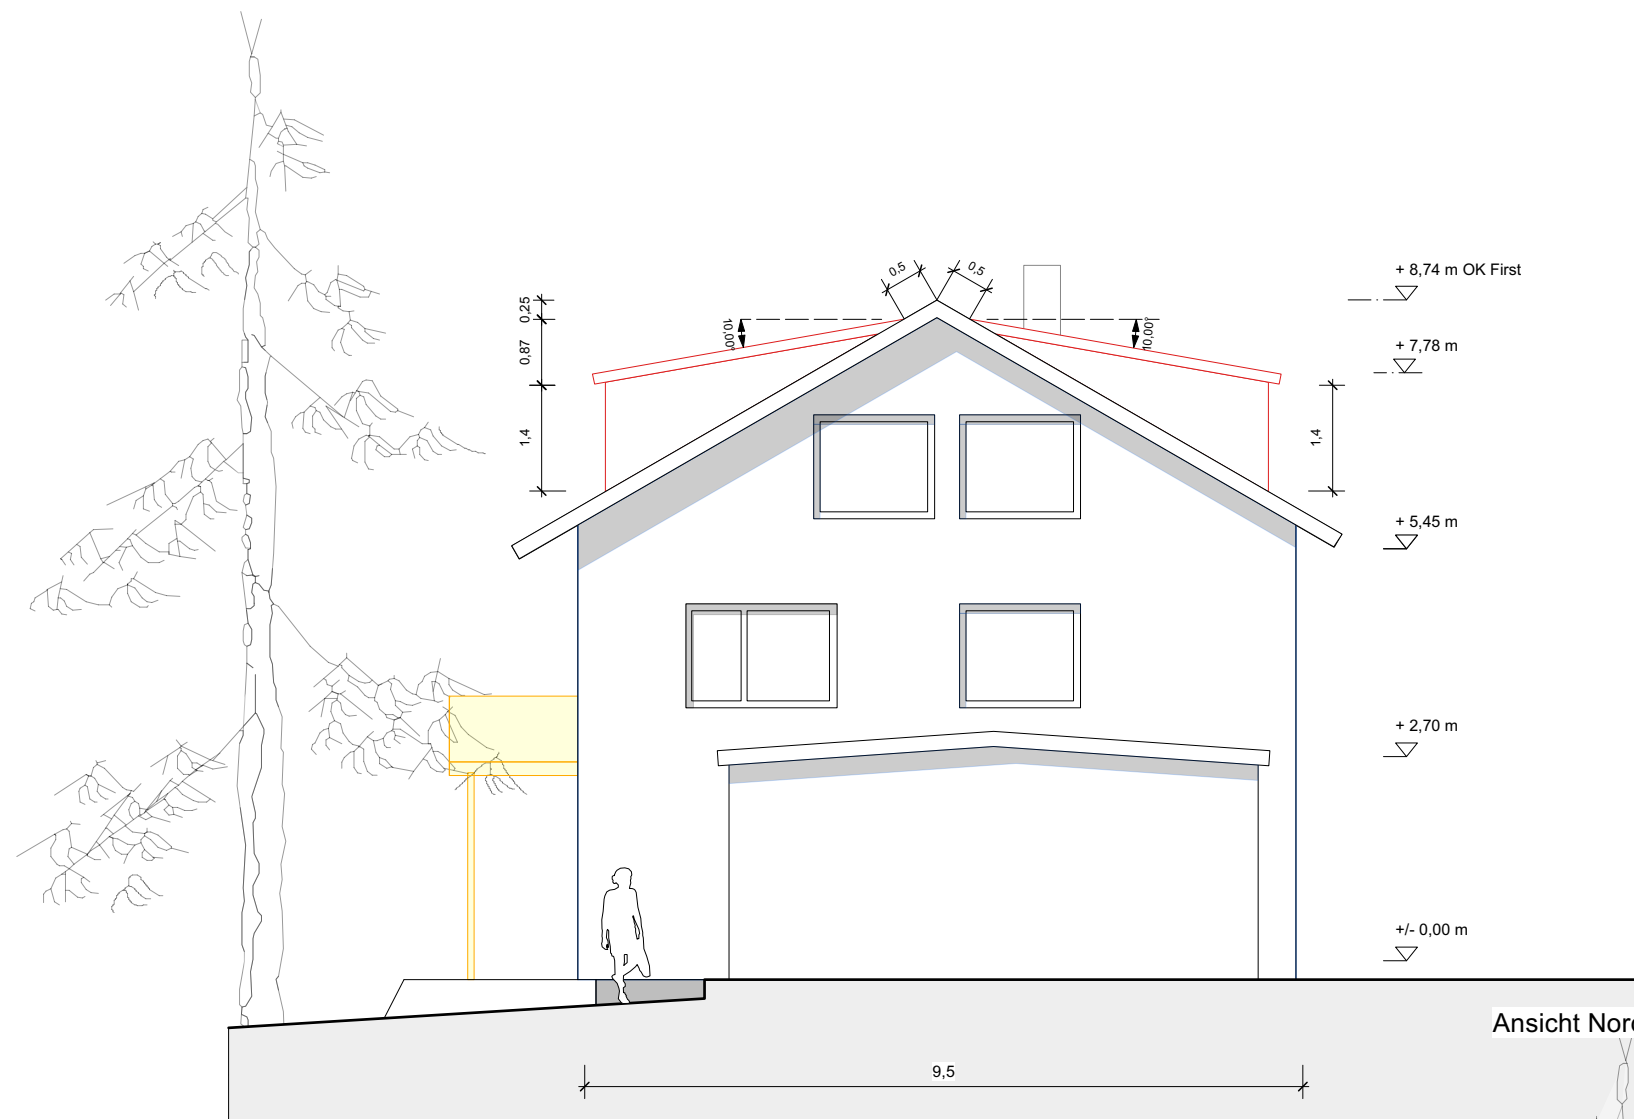 + 8,74 m OK First
0,5
0,5
0,25
10,00°
10,00°
0,87
+ 7,78 m
1,4
1,4
+ 5,45 m
+ 2,70 m
+/- 0,00 m
Ansicht Nord
9,5